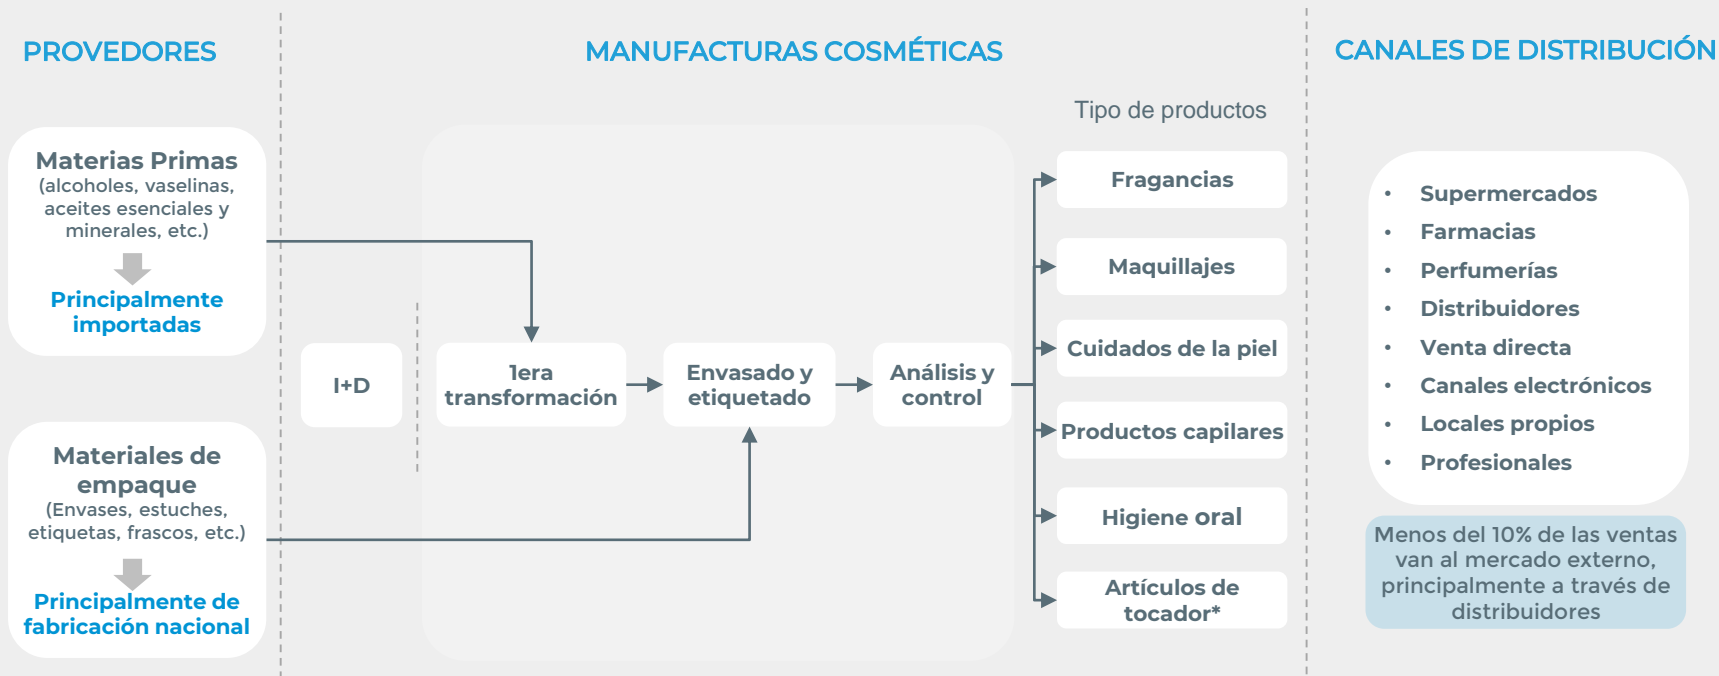 PROVEDORES
MANUFACTURAS COSMÉTICAS
CANALES DE DISTRIBUCIÓN
Materias Primas
(alcoholes, vaselinas,
aceites esenciales y
minerales, etc.)
Principalmente
importadas
Materiales de
empaque
(Envases, estuches,
etiquetas, frascos, etc.)
Principalmente de
fabricación nacional
I+D
1era
transformación
Envasado y
etiquetado
Análisis y
control
Tipo de productos
Fragancias
Maquillajes
Cuidados de la piel
Productos capilares
Higiene oral
Artículos de
tocador*
• Supermercados
• Farmacias
• Perfumerías
• Distribuidores
• Venta directa
• Canales electrónicos
• Locales propios
• Profesionales
Menos del 10% de las ventas
van al mercado externo,
principalmente a través de
distribuidores